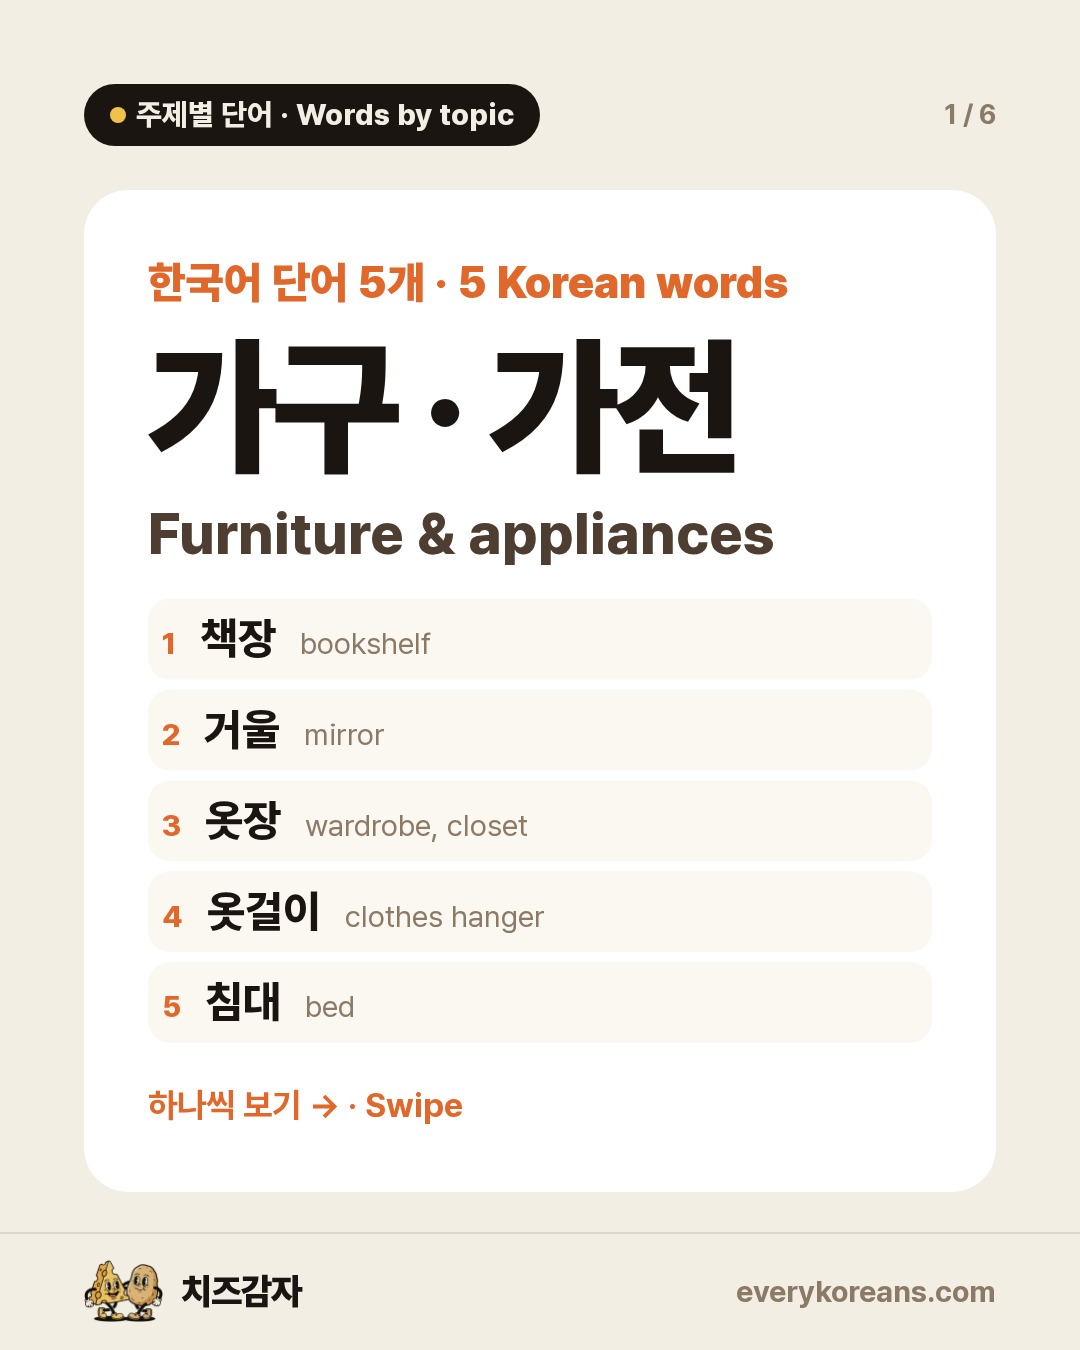 주제별 단어 · Words by topic
1 / 6
한국어 단어 5개 · 5 Korean words
가구 · 가전
Furniture & appliances
1 책장 bookshelf
2 거울 mirror
3 옷장 wardrobe, closet
4 옷걸이 clothes hanger
5 침대 bed
하나씩 보기 → · Swipe
치즈감자
everykoreans.com